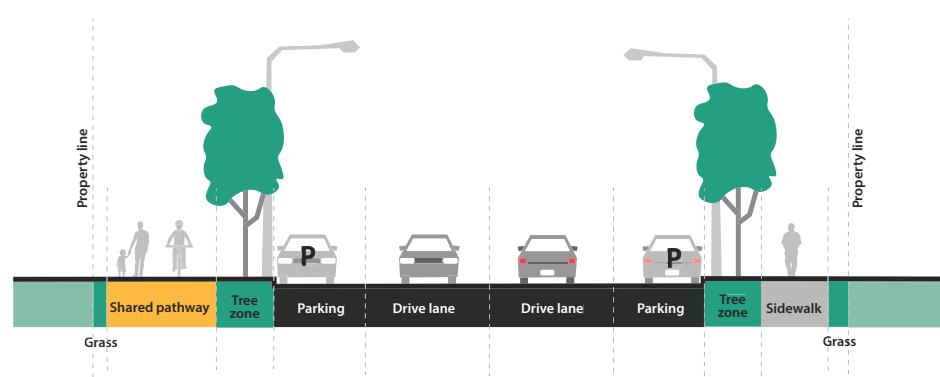 Property line
Property line
P
P
Shared pathway
Tree
zone
Parking
Drive lane
Drive lane
Parking
Tree
zone
Sidewalk
Grass
Grass